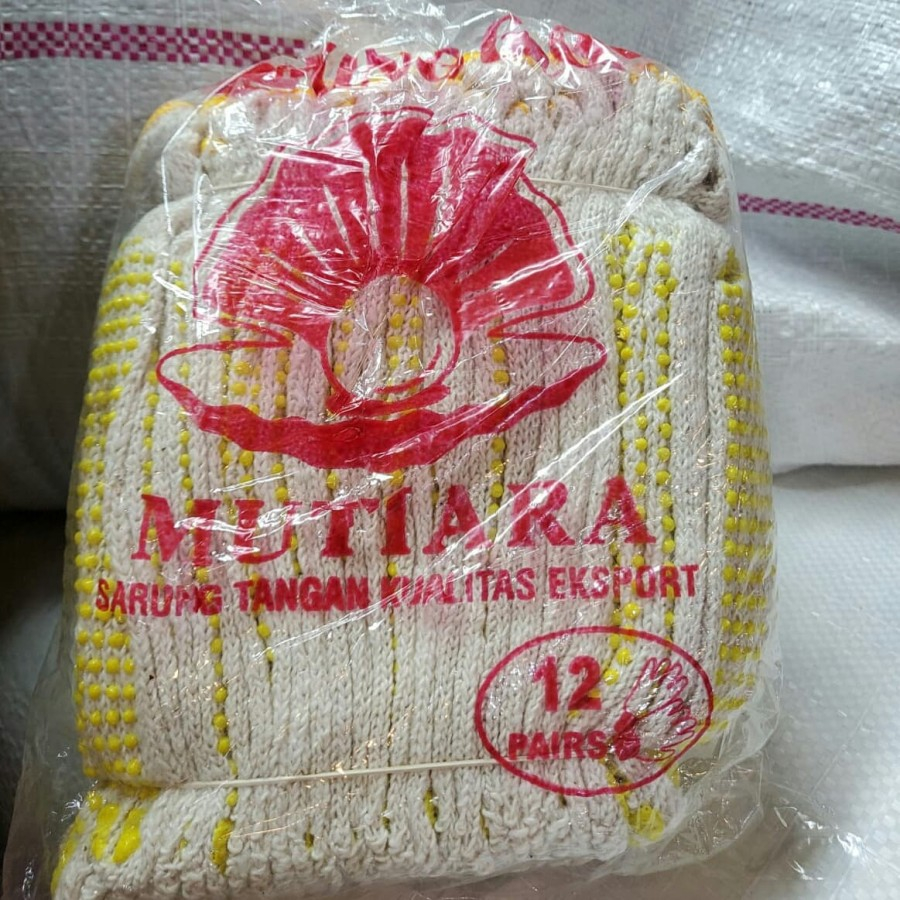 MUTIARA
SARUNG TANGAN KUALITAS EKSPORT
12
PAIRS